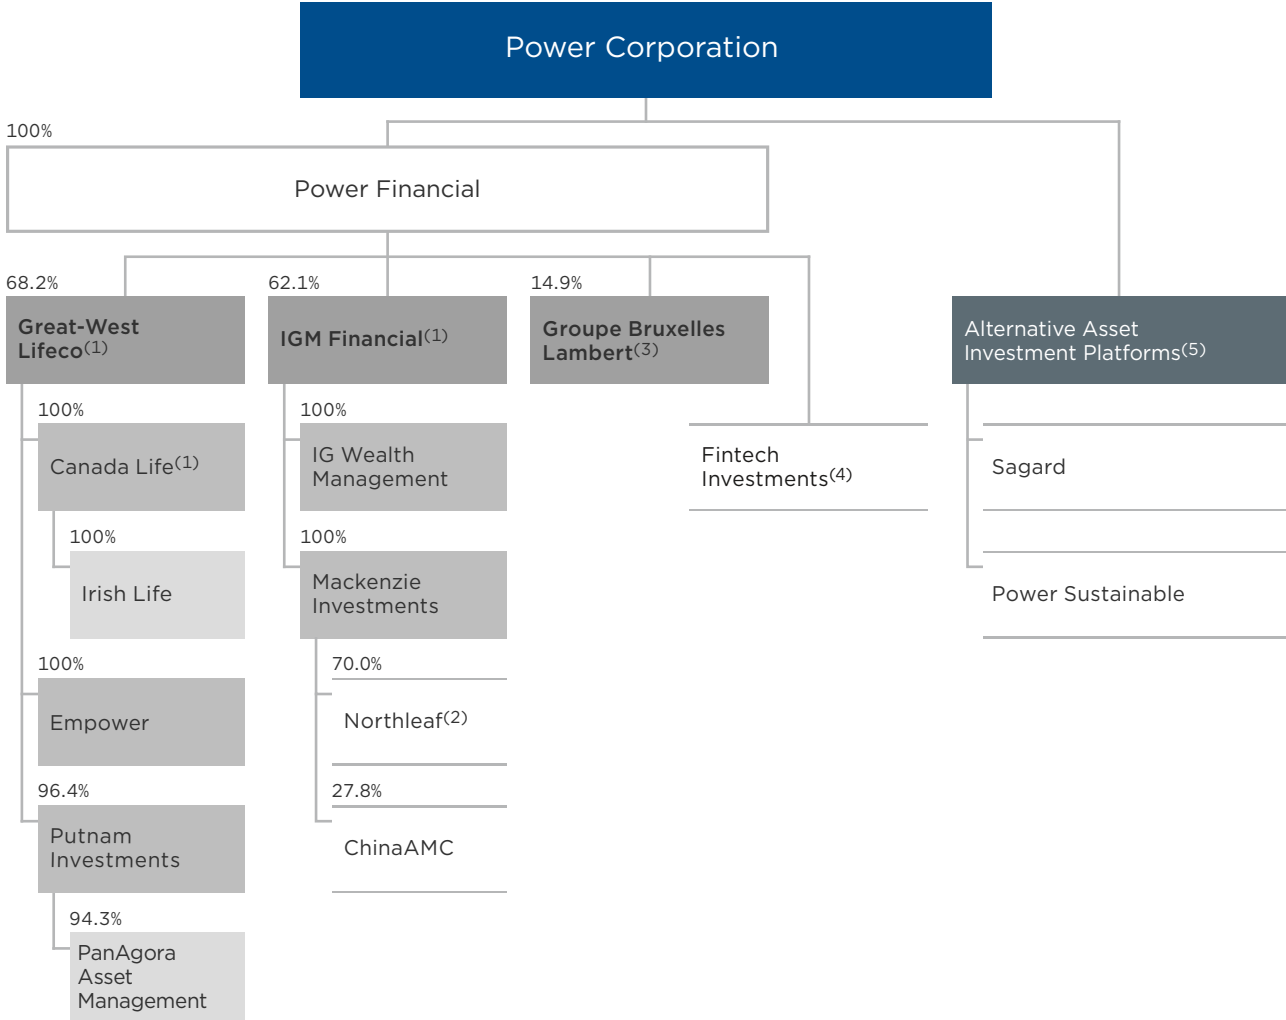 Power Corporation
100%
Power Financial
68.2%
Great-West
Lifeco(1)
100%
Canada Life(1)
100%
Irish Life
100%
Empower
96.4%
Putnam
Investments
94.3%
PanAgora
Asset
Management
62.1%
IGM Financial(1)
100%
IG Wealth
Management
100%
Mackenzie
Investments
70.0%
Northleaf(2)
27.8%
ChinaAMC
14.9%
Groupe Bruxelles
Lambert(3)
Fintech
Investments(4)
Alternative Asset
Investment Platforms(5)
Sagard
Power Sustainable